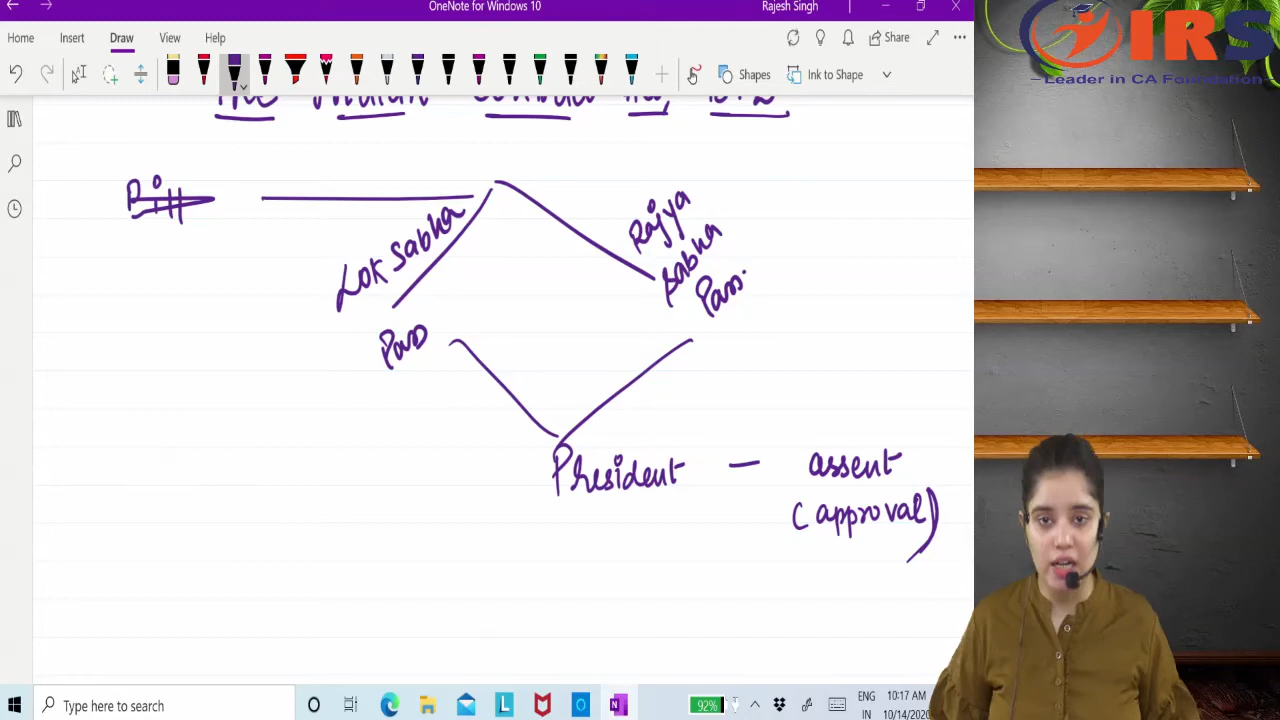 OneNote for Windows 10
Rajesh Singh
Home Insert Draw View Help
Share
Shapes
Ink to Shape
IRS
Leader in CA Foundation
Lok Sabha
Rajya
Sabha
Pass
Pass
President — assent
(approval)
Type here to search
92%
ENG
IN
10:17 AM
10/14/2020